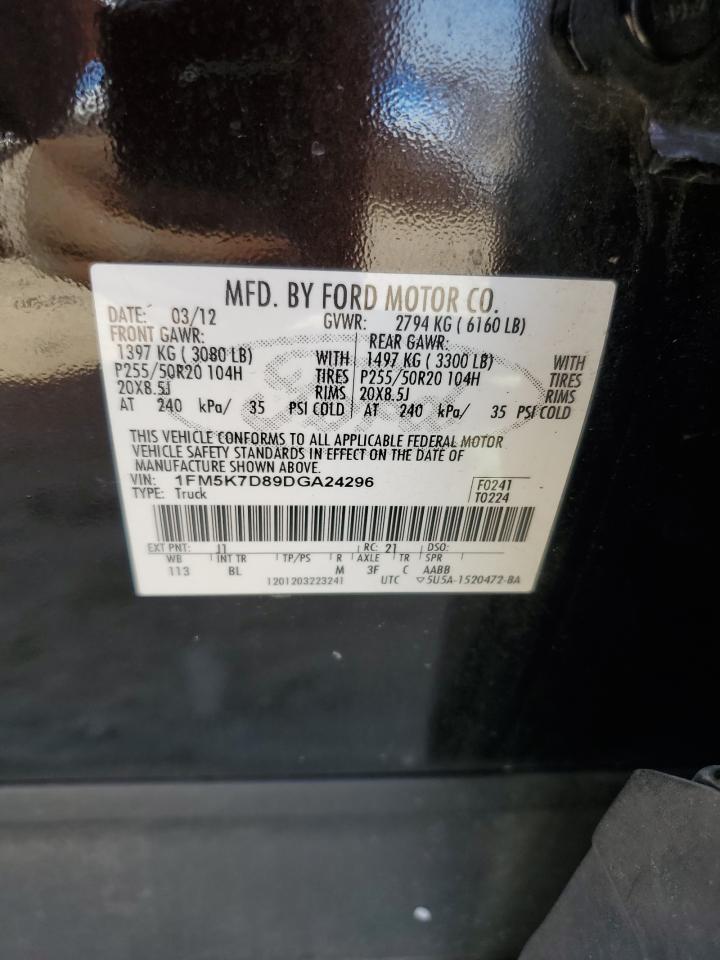 MFD. BY FORD MOTOR CO.
DATE: 03/12 GVWR: 2794 KG ( 6160 LB)
FRONT GAWR: REAR GAWR:
1397 KG ( 3080 LB) WITH 1497 KG ( 3300 LB) WITH
P255/50R20 104H TIRES P255/50R20 104H TIRES
20X8.5J RIMS 20X8.5J RIMS
AT 240 kPa/ 35 PSI COLD AT 240 kPa/ 35 PSI COLD
Ford
THIS VEHICLE CONFORMS TO ALL APPLICABLE FEDERAL MOTOR
VEHICLE SAFETY STANDARDS IN EFFECT ON THE DATE OF
MANUFACTURE SHOWN ABOVE.
VIN: 1FM5K7D89DGA24296 F0241
TYPE: Truck T0224
EXT PNT: J1 RC: 21 DSO:
WB INT TR TP/PS R AXLE TR SPR
113 BL M 3F C AABB
1201203223241 UTC ▽5U5A-1520472-BA